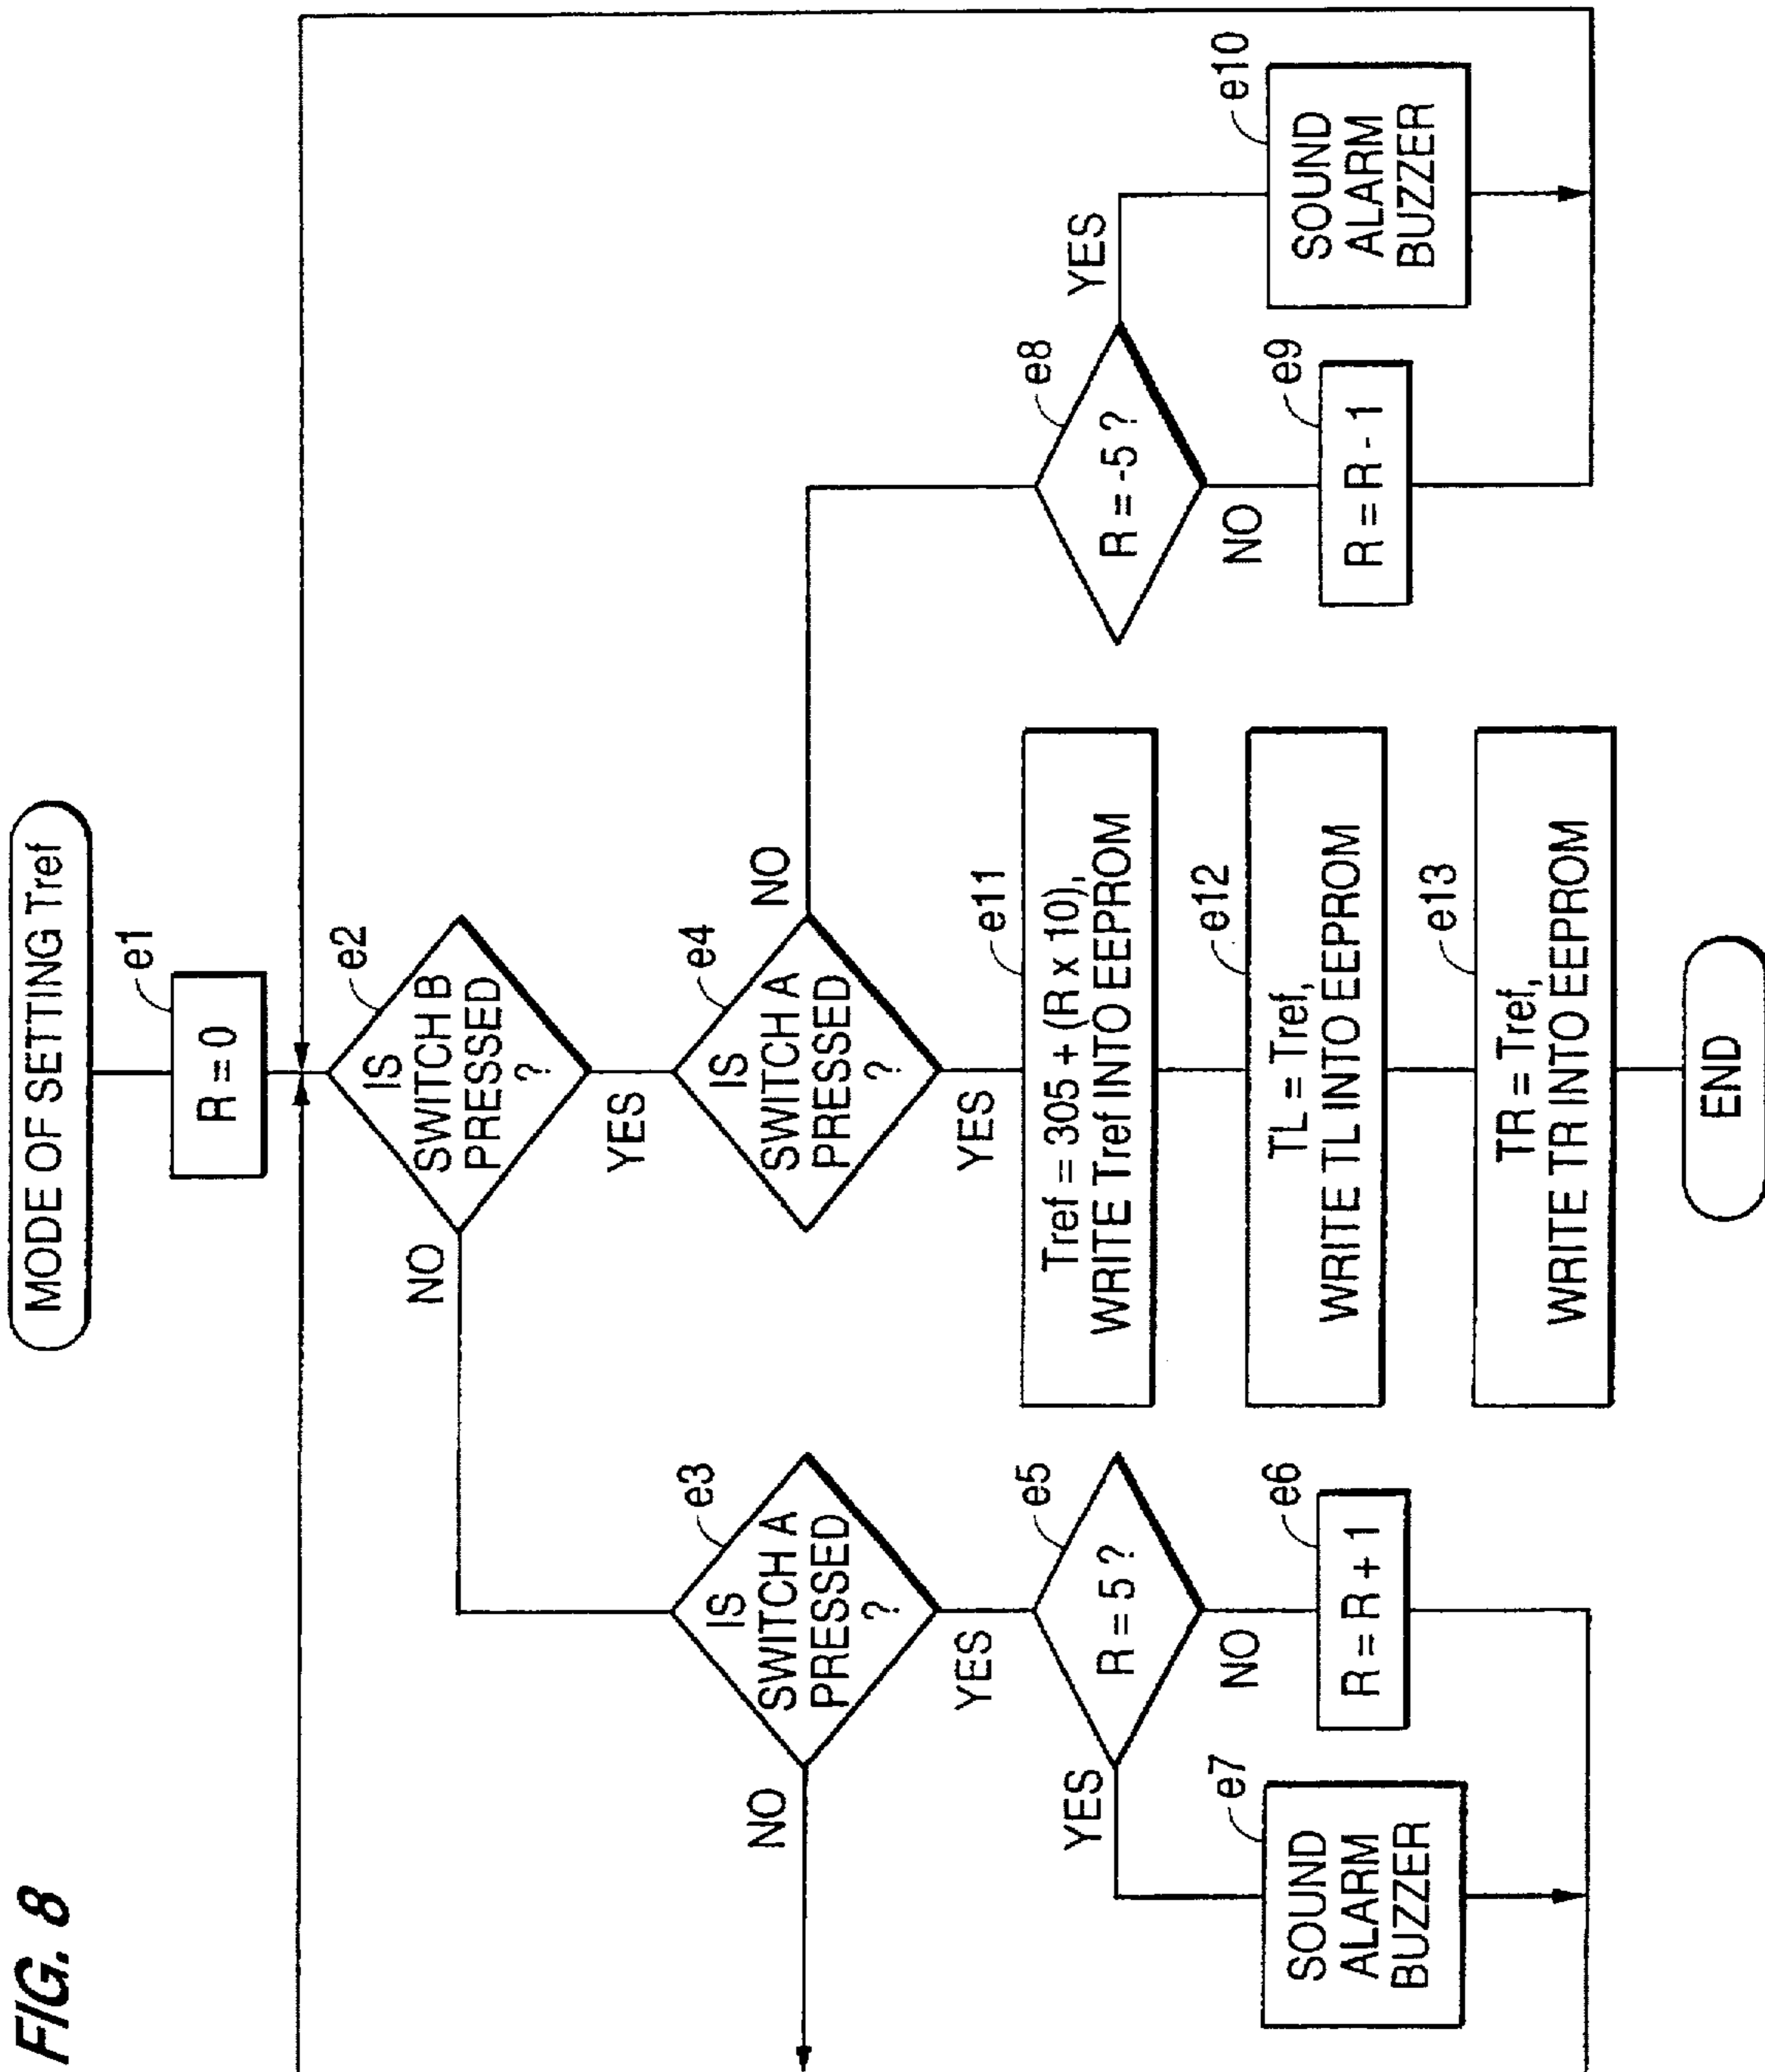 FIG. 8
MODE OF SETTING Tref
e1
R = 0
e2
IS
SWITCH B
PRESSED
?
NO
YES
e3
IS
SWITCH A
PRESSED
?
NO
YES
e4
IS
SWITCH A
PRESSED
?
NO
YES
e5
R = 5 ?
YES
NO
e6
R = R + 1
e7
SOUND
ALARM
BUZZER
e11
Tref = 305 + (R x 10),
WRITE Tref INTO EEPROM
e12
TL = Tref,
WRITE TL INTO EEPROM
e13
TR = Tref,
WRITE TR INTO EEPROM
END
e8
R = -5 ?
YES
NO
e9
R = R - 1
e10
SOUND
ALARM
BUZZER